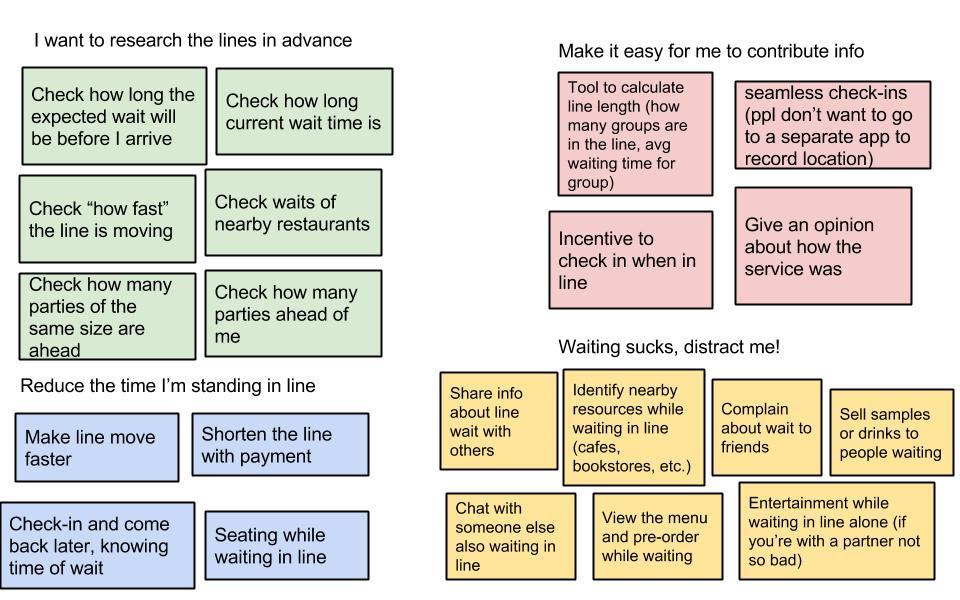 I want to research the lines in advance
Check how long the
expected wait will
be before I arrive
Check how long
current wait time is
Check “how fast”
the line is moving
Check waits of
nearby restaurants
Check how many
parties of the
same size are
ahead
Check how many
parties ahead of
me
Reduce the time I’m standing in line
Make line move
faster
Shorten the line
with payment
Check-in and come
back later, knowing
time of wait
Seating while
waiting in line
Make it easy for me to contribute info
Tool to calculate
line length (how
many groups are
in the line, avg
waiting time for
group)
seamless check-ins
(ppl don’t want to go
to a separate app to
record location)
Incentive to
check in when in
line
Give an opinion
about how the
service was
Waiting sucks, distract me!
Share info
about line
wait with
others
Identify nearby
resources while
waiting in line
(cafes,
bookstores, etc.)
Complain
about wait to
friends
Sell samples
or drinks to
people waiting
Chat with
someone else
also waiting in
line
View the menu
and pre-order
while waiting
Entertainment while
waiting in line alone (if
you’re with a partner not
so bad)